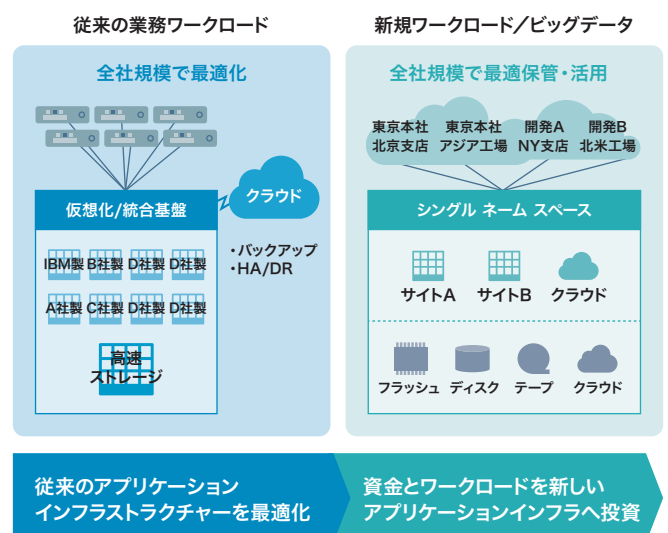 従来の業務ワークロード
全社規模で最適化
仮想化/統合基盤
クラウド
・バックアップ
・HA/DR
IBM製 B社製 D社製 D社製
A社製 C社製 D社製 D社製
高速
ストレージ
新規ワークロード／ビッグデータ
全社規模で最適保管・活用
東京本社 東京本社 開発A 開発B
北京支店 アジア工場 NY支店 北米工場
シングル ネーム スペース
サイトA サイトB クラウド
フラッシュ ディスク テープ クラウド
従来のアプリケーション
インフラストラクチャーを最適化
資金とワークロードを新しい
アプリケーションインフラへ投資